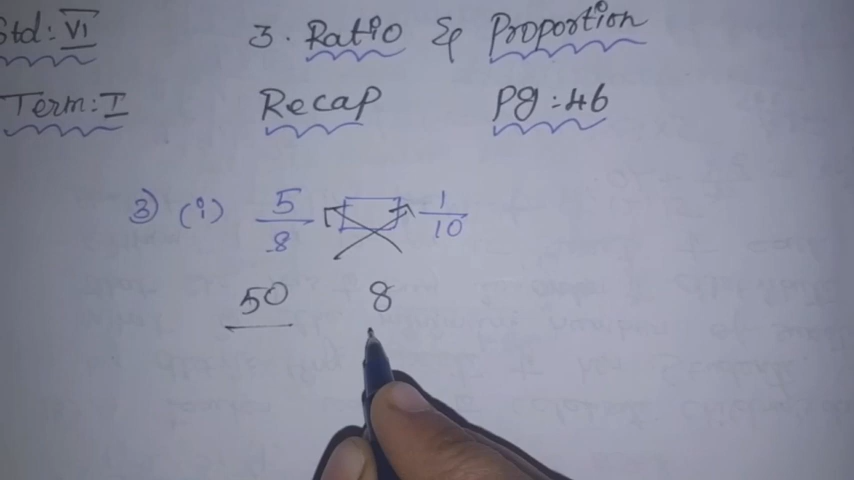 Std: VI 3. Ratio & Proportion
Term: I Recap Pg: 46
3) (i) 5/8 1/10
50 8